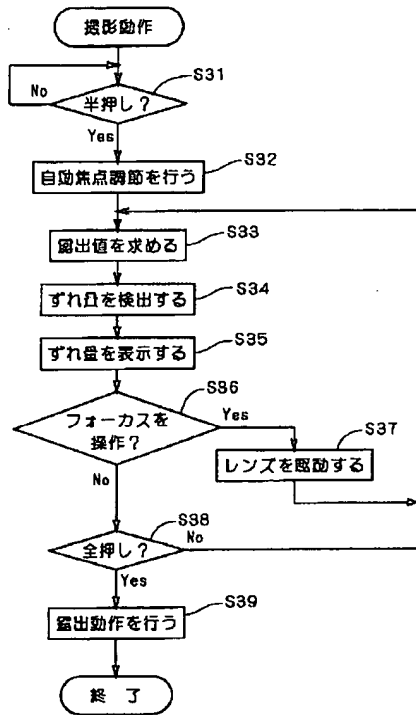 撮影動作
S31
半押し？
No
Yes
S32
自動焦点調節を行う
S33
露出値を求める
S34
ずれ量を検出する
S35
ずれ量を表示する
S36
フォーカスを
操作？
Yes
No
S37
レンズを駆動する
S38
全押し？
No
Yes
S39
露出動作を行う
終 了